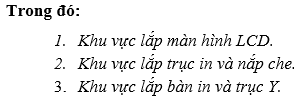 Trong đó:
1. Khu vực lắp màn hình LCD.
2. Khu vực lắp trục in và nắp che.
3. Khu vực lắp bàn in và trục Y.